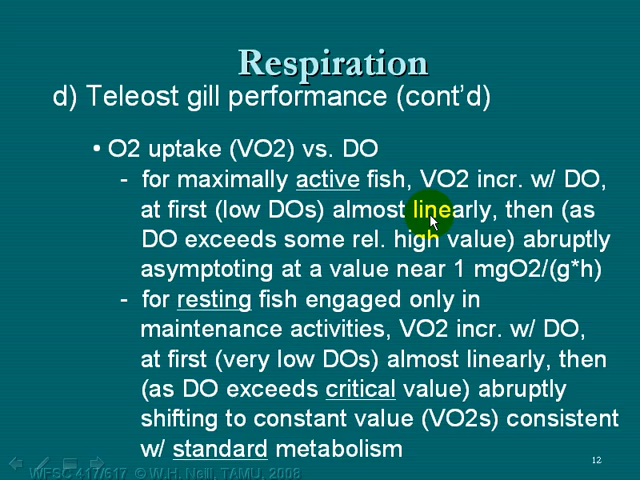 Respiration
d) Teleost gill performance (cont'd)
• O2 uptake (VO2) vs. DO
- for maximally active fish, VO2 incr. w/ DO,
at first (low DOs) almost linearly, then (as
DO exceeds some rel. high value) abruptly
asymptoting at a value near 1 mgO2/(g*h)
- for resting fish engaged only in
maintenance activities, VO2 incr. w/ DO,
at first (very low DOs) almost linearly, then
(as DO exceeds critical value) abruptly
shifting to constant value (VO2s) consistent
w/ standard metabolism
12
WFSC 417/617 © W.H. Neill, TAMU, 2008